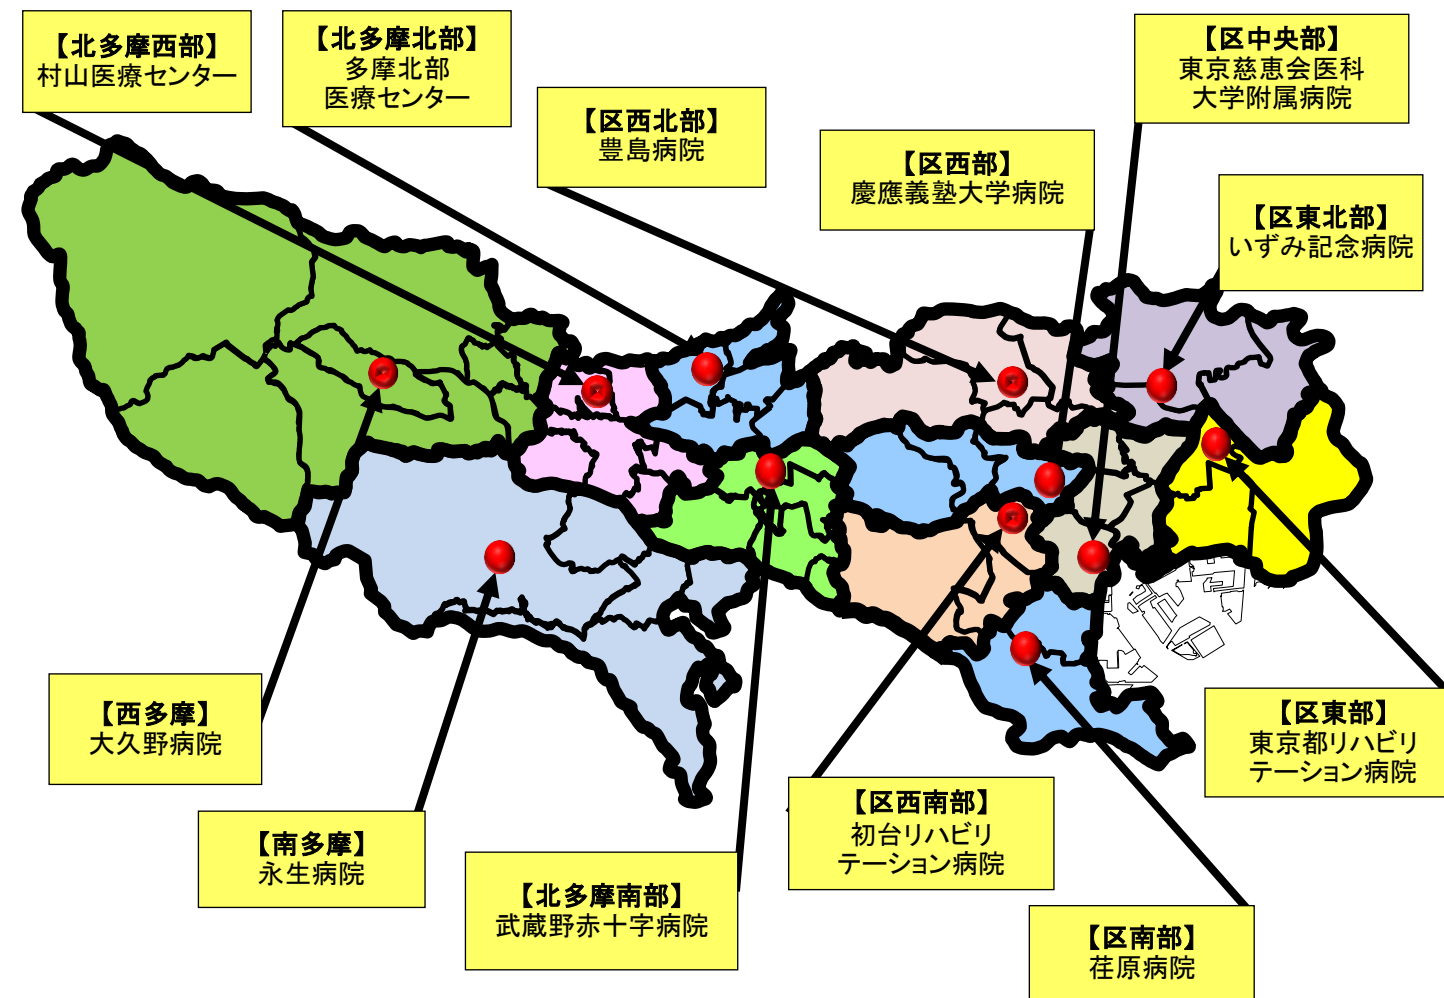 【北多摩西部】
村山医療センター
【北多摩北部】
多摩北部
医療センター
【区西北部】
豊島病院
【区西部】
慶應義塾大学病院
【区中央部】
東京慈恵会医科
大学附属病院
【区東北部】
いずみ記念病院
【西多摩】
大久野病院
【南多摩】
永生病院
【北多摩南部】
武蔵野赤十字病院
【区西南部】
初台リハビリ
テーション病院
【区東部】
東京都リハビリ
テーション病院
【区南部】
荏原病院